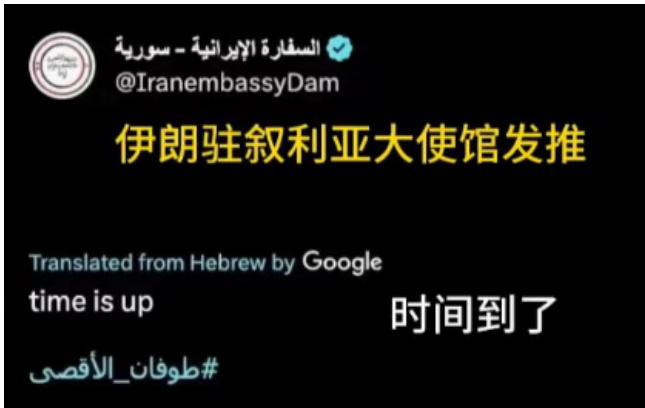 السفارة الإيرانية - سورية
@IranembassyDam
伊朗驻叙利亚大使馆发推
Translated from Hebrew by Google
time is up
时间到了
#طوفان_الأقصى